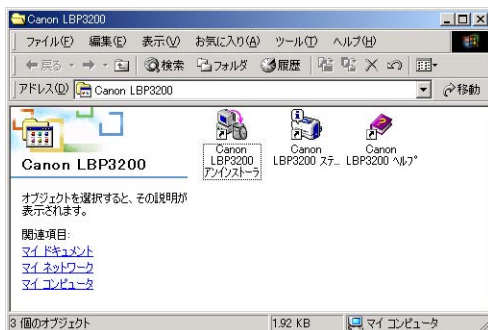 Canon LBP3200
ファイル(F) 編集(E) 表示(V) お気に入り(A) ツール(T) ヘルプ(H)
戻る 検索 フォルダ 履歴
アドレス(D) Canon LBP3200 移動
Canon LBP3200
オブジェクトを選択すると、その説明が
表示されます。
関連項目:
マイ ドキュメント
マイ ネットワーク
マイ コンピュータ
Canon
LBP3200
アンインストーラ
Canon
LBP3200 ステ...
Canon
LBP3200 ヘルプ
3 個のオブジェクト 1.92 KB マイ コンピュータ